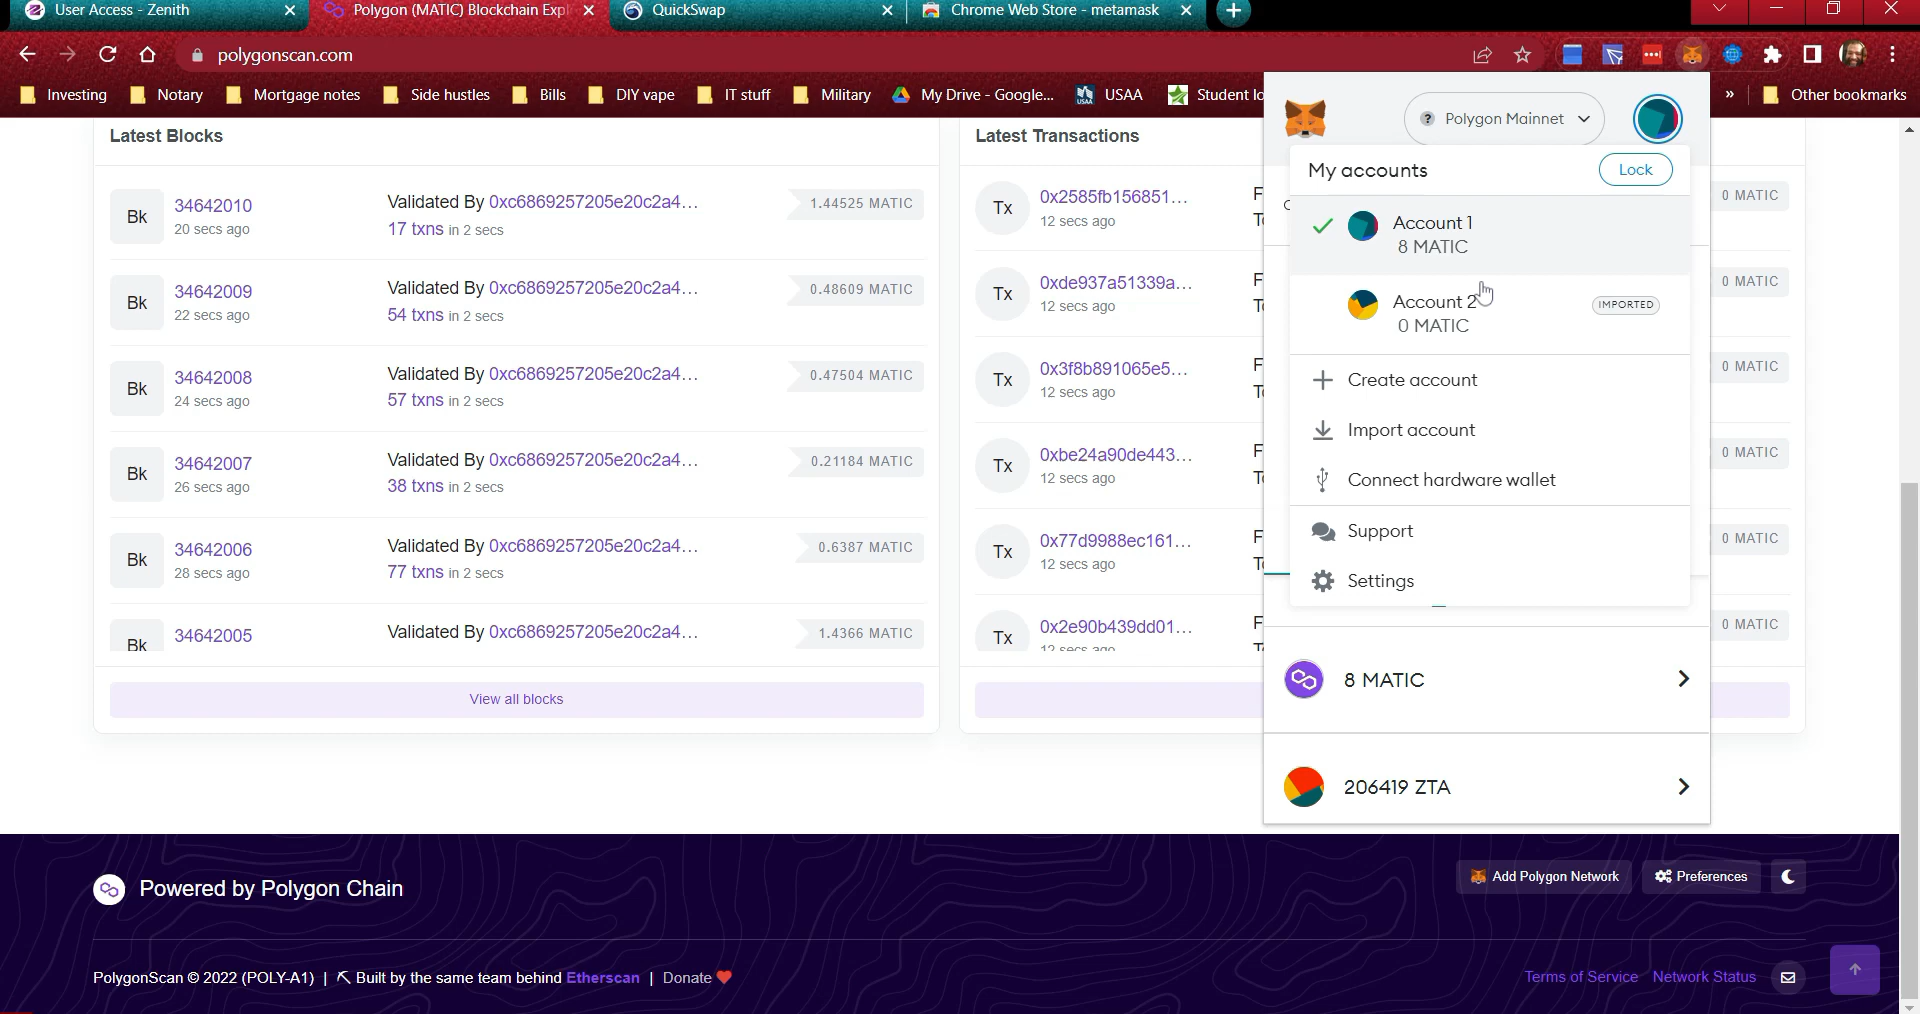 User Access - Zenith
Polygon (MATIC) Blockchain Expl
QuickSwap
Chrome Web Store - metamask
polygonscan.com
Investing
Notary
Mortgage notes
Side hustles
Bills
DIY vape
IT stuff
Military
My Drive - Google...
USAA
Student lo
»
Other bookmarks
Latest Blocks
Bk
34642010
20 secs ago
Validated By 0xc6869257205e20c2a4...
17 txns in 2 secs
1.44525 MATIC
Bk
34642009
22 secs ago
Validated By 0xc6869257205e20c2a4...
54 txns in 2 secs
0.48609 MATIC
Bk
34642008
24 secs ago
Validated By 0xc6869257205e20c2a4...
57 txns in 2 secs
0.47504 MATIC
Bk
34642007
26 secs ago
Validated By 0xc6869257205e20c2a4...
38 txns in 2 secs
0.21184 MATIC
Bk
34642006
28 secs ago
Validated By 0xc6869257205e20c2a4...
77 txns in 2 secs
0.6387 MATIC
Bk
34642005
Validated By 0xc6869257205e20c2a4...
1.4366 MATIC
View all blocks
Latest Transactions
Tx
0x2585fb156851...
12 secs ago
0 MATIC
Tx
0xde937a51339a...
12 secs ago
0 MATIC
Tx
0x3f8b891065e5...
12 secs ago
0 MATIC
Tx
0xbe24a90de443...
12 secs ago
0 MATIC
Tx
0x77d9988ec161...
12 secs ago
0 MATIC
Tx
0x2e90b439dd01...
12 secs ago
0 MATIC
Polygon Mainnet
My accounts
Lock
Account 1
8 MATIC
Account 2
0 MATIC
IMPORTED
Create account
Import account
Connect hardware wallet
Support
Settings
8 MATIC
206419 ZTA
Powered by Polygon Chain
Add Polygon Network
Preferences
PolygonScan © 2022 (POLY-A1) | Built by the same team behind Etherscan | Donate
Terms of Service
Network Status